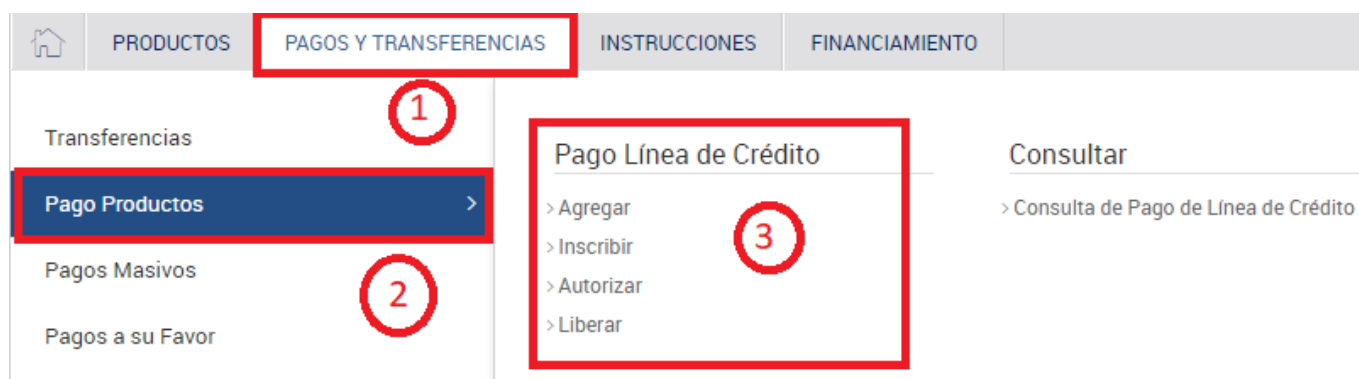 PRODUCTOS PAGOS Y TRANSFERENCIAS INSTRUCCIONES FINANCIAMIENTO
1
Transferencias
Pago Productos >
Pagos Masivos
2
Pagos a su Favor
Pago Línea de Crédito
> Agregar
> Inscribir
3
> Autorizar
> Liberar
Consultar
> Consulta de Pago de Línea de Crédito